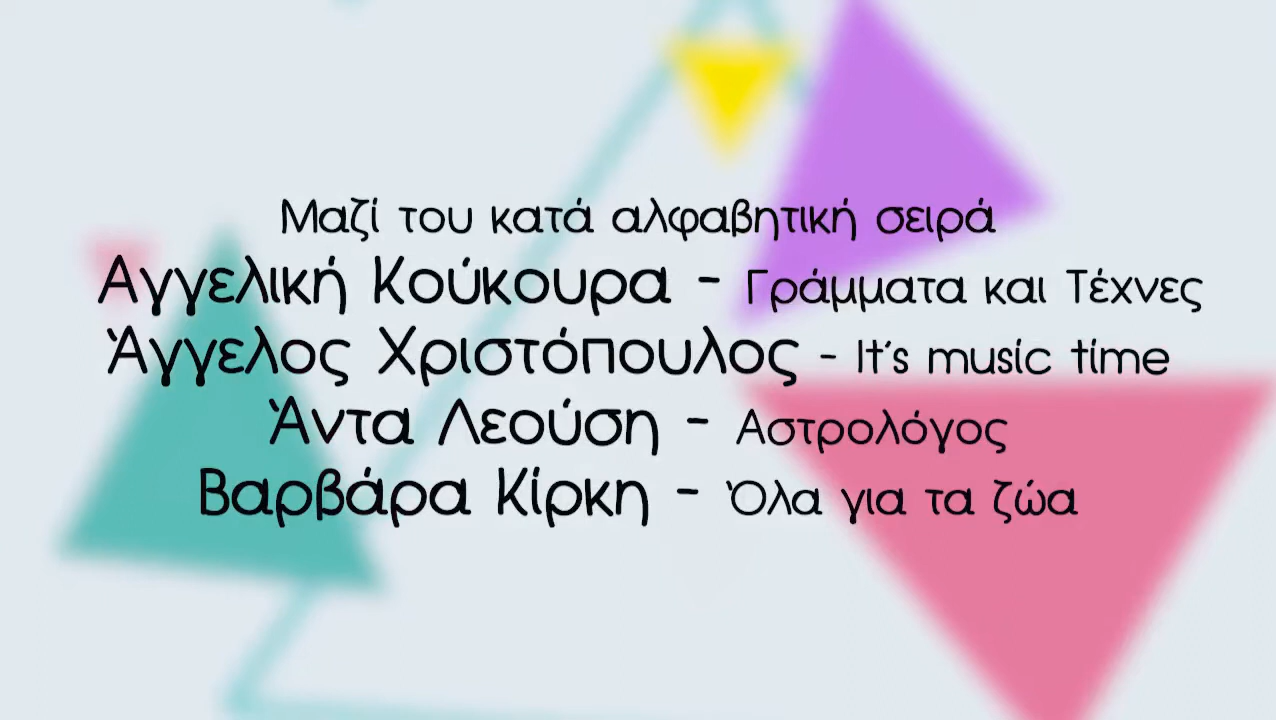 Μαζί του κατά αλφαβητική σειρά
Αγγελική Κούκουρα - Γράμματα και Τέχνες
Άγγελος Χριστόπουλος - It's music time
Άντα Λεούση - Αστρολόγος
Βαρβάρα Κίρκη - Όλα για τα ζώα